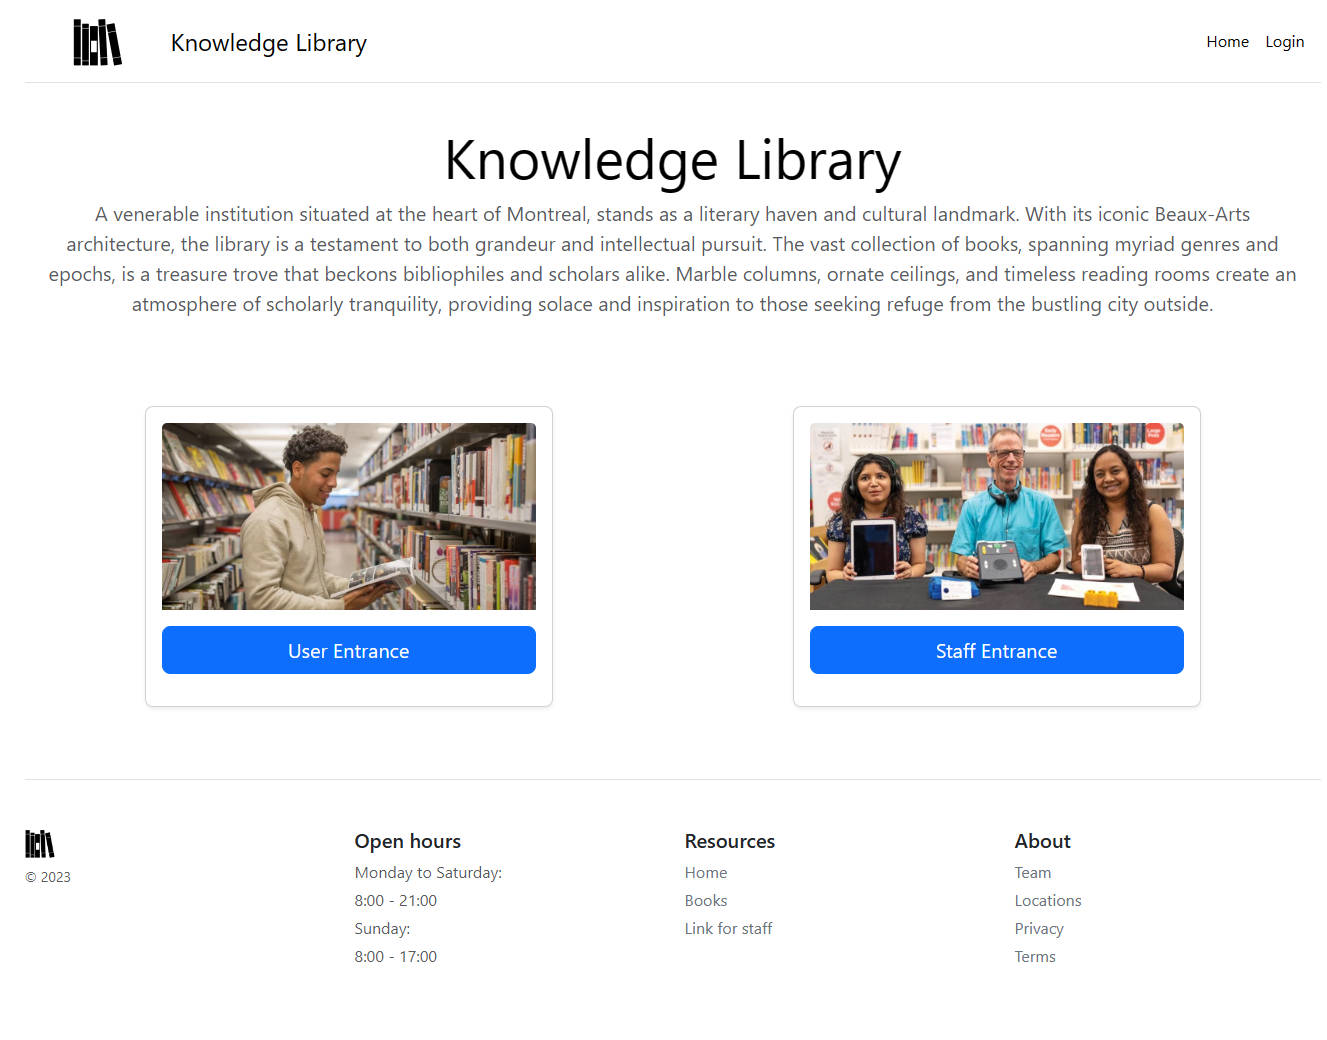 Knowledge Library
Home
Login
Knowledge Library
A venerable institution situated at the heart of Montreal, stands as a literary haven and cultural landmark. With its iconic Beaux-Arts
architecture, the library is a testament to both grandeur and intellectual pursuit. The vast collection of books, spanning myriad genres and
epochs, is a treasure trove that beckons bibliophiles and scholars alike. Marble columns, ornate ceilings, and timeless reading rooms create an
atmosphere of scholarly tranquility, providing solace and inspiration to those seeking refuge from the bustling city outside.
User Entrance
Staff Entrance
© 2023
Open hours
Monday to Saturday:
8:00 - 21:00
Sunday:
8:00 - 17:00
Resources
Home
Books
Link for staff
About
Team
Locations
Privacy
Terms